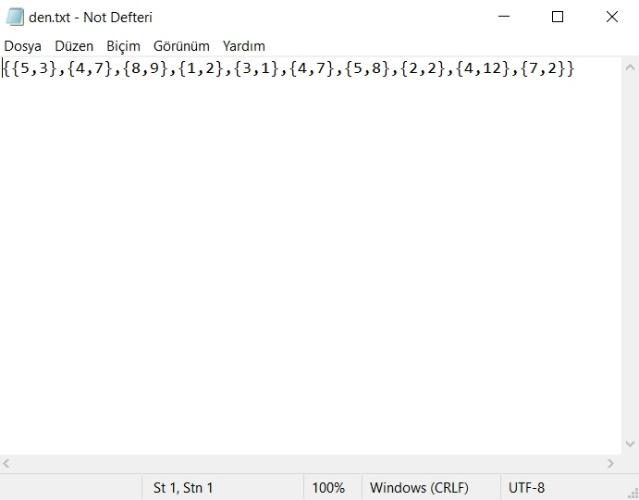 den.txt - Not Defteri
Dosya Düzen Biçim Görünüm Yardım
{{5,3},{4,7},{8,9},{1,2},{3,1},{4,7},{5,8},{2,2},{4,12},{7,2}}
St 1, Stn 1 100% Windows (CRLF) UTF-8